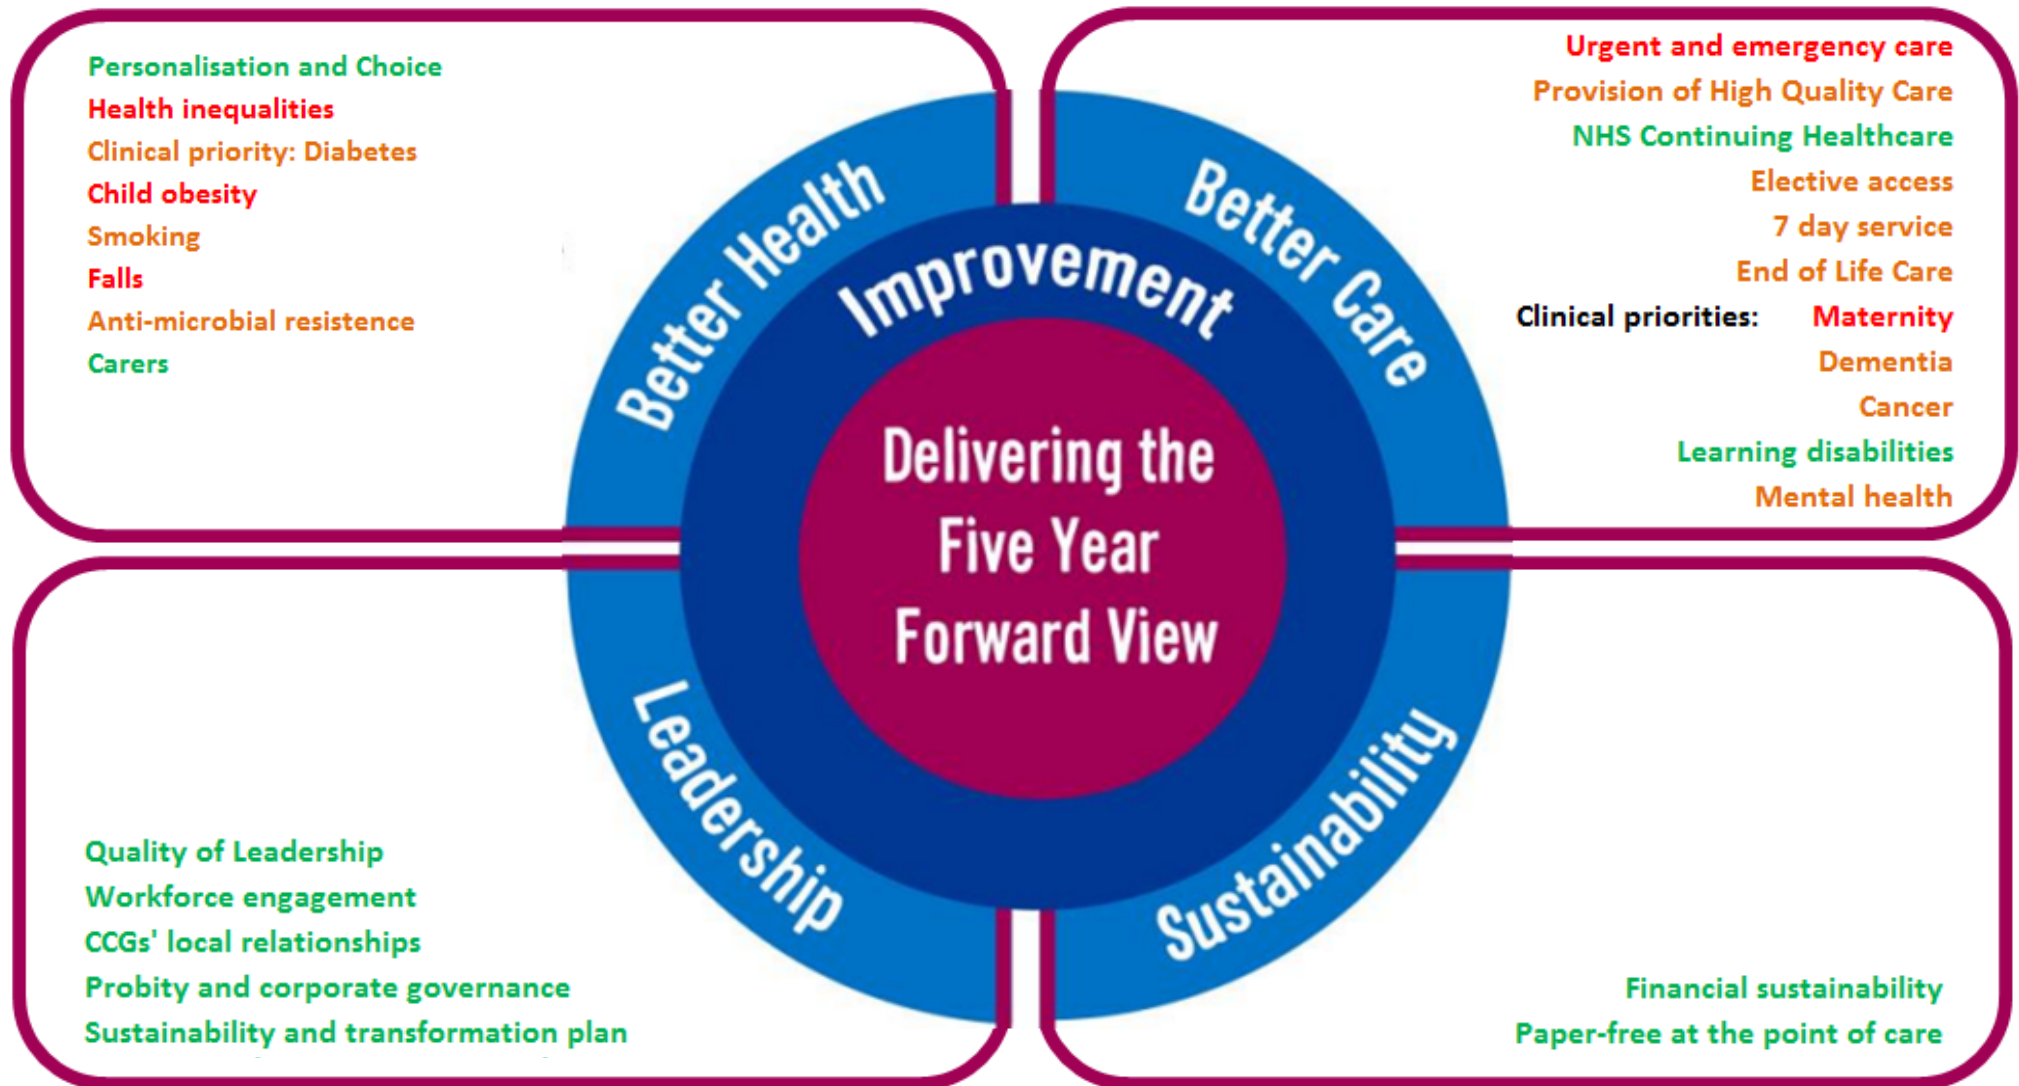 Personalisation and Choice
Health inequalities
Clinical priority: Diabetes
Child obesity
Smoking
Falls
Anti-microbial resistence
Carers
Urgent and emergency care
Provision of High Quality Care
NHS Continuing Healthcare
Elective access
7 day service
End of Life Care
Clinical priorities: Maternity
Dementia
Cancer
Learning disabilities
Mental health
Better Health
Better Care
Improvement
Delivering the
Five Year
Forward View
Leadership
Sustainability
Quality of Leadership
Workforce engagement
CCGs' local relationships
Probity and corporate governance
Sustainability and transformation plan
Financial sustainability
Paper-free at the point of care